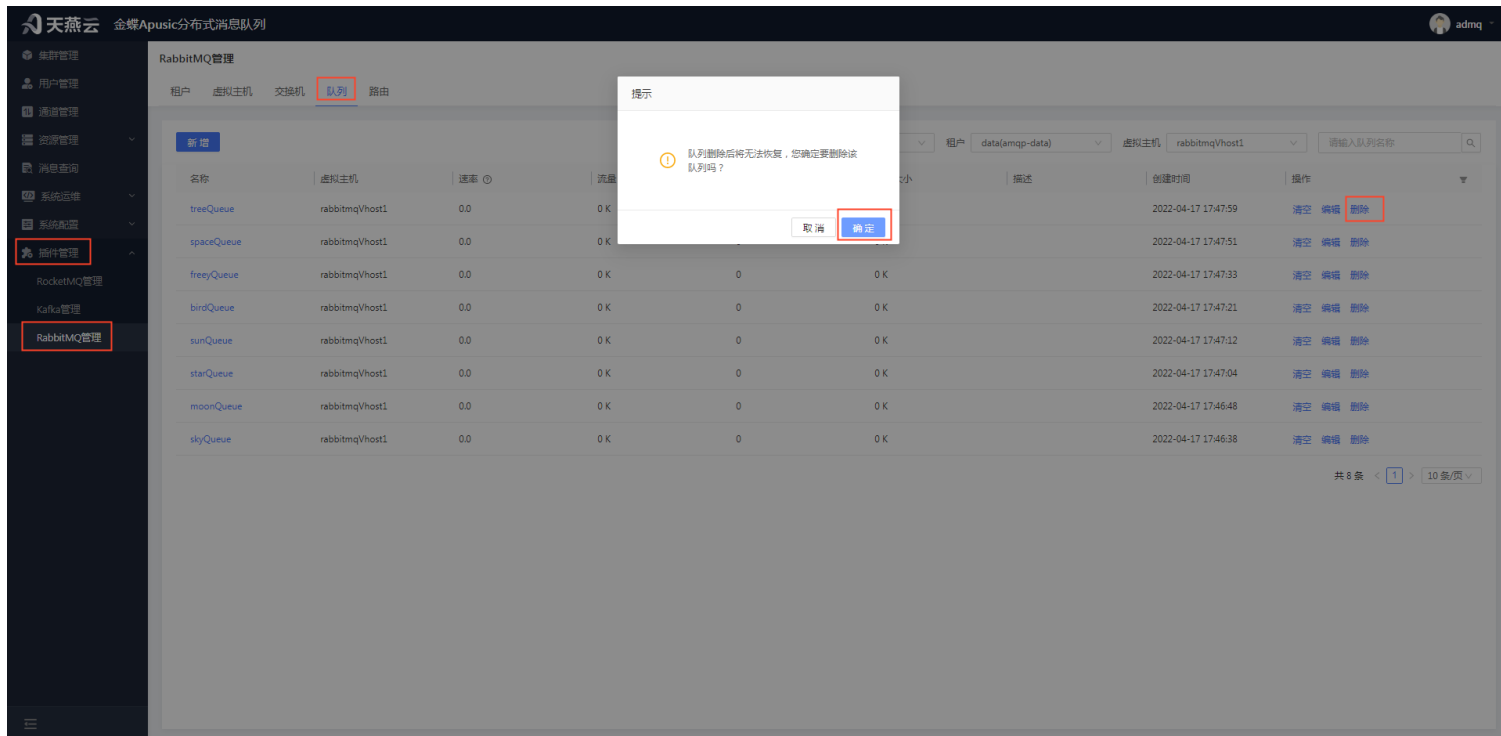 天燕云 金蝶Apusic分布式消息队列
admq
集群管理
用户管理
通道管理
资源管理
消息查询
系统运维
系统配置
插件管理
RocketMQ管理
Kafka管理
RabbitMQ管理
RabbitMQ管理
租户 虚拟主机 交换机 队列 路由
新增
租户 data(amqp-data) 虚拟主机 rabbitmqVhost1 请输入队列名称
提示
队列删除后将无法恢复，您确定要删除该
队列吗？
取消 确定
名称 虚拟主机 速率 流量 小 描述 创建时间 操作
treeQueue rabbitmqVhost1 0.0 0 K 2022-04-17 17:47:59 清空 编辑 删除
spaceQueue rabbitmqVhost1 0.0 0 K 2022-04-17 17:47:51 清空 编辑 删除
freeyQueue rabbitmqVhost1 0.0 0 K 0 0 K 2022-04-17 17:47:33 清空 编辑 删除
birdQueue rabbitmqVhost1 0.0 0 K 0 0 K 2022-04-17 17:47:21 清空 编辑 删除
sunQueue rabbitmqVhost1 0.0 0 K 0 0 K 2022-04-17 17:47:12 清空 编辑 删除
starQueue rabbitmqVhost1 0.0 0 K 0 0 K 2022-04-17 17:47:04 清空 编辑 删除
moonQueue rabbitmqVhost1 0.0 0 K 0 0 K 2022-04-17 17:46:48 清空 编辑 删除
skyQueue rabbitmqVhost1 0.0 0 K 0 0 K 2022-04-17 17:46:38 清空 编辑 删除
共 8 条 < 1 > 10 条/页